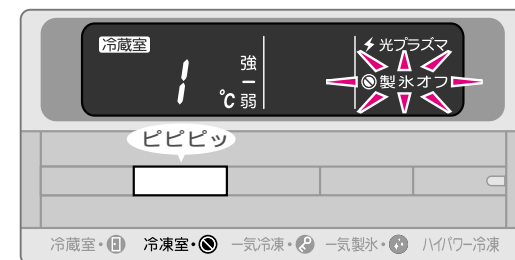 冷蔵室
1
℃
強
弱
光プラズマ
製氷オフ
ピピピッ
冷蔵室・ 冷凍室・ 一気冷凍・ 一気製氷・ ハイパワー冷凍